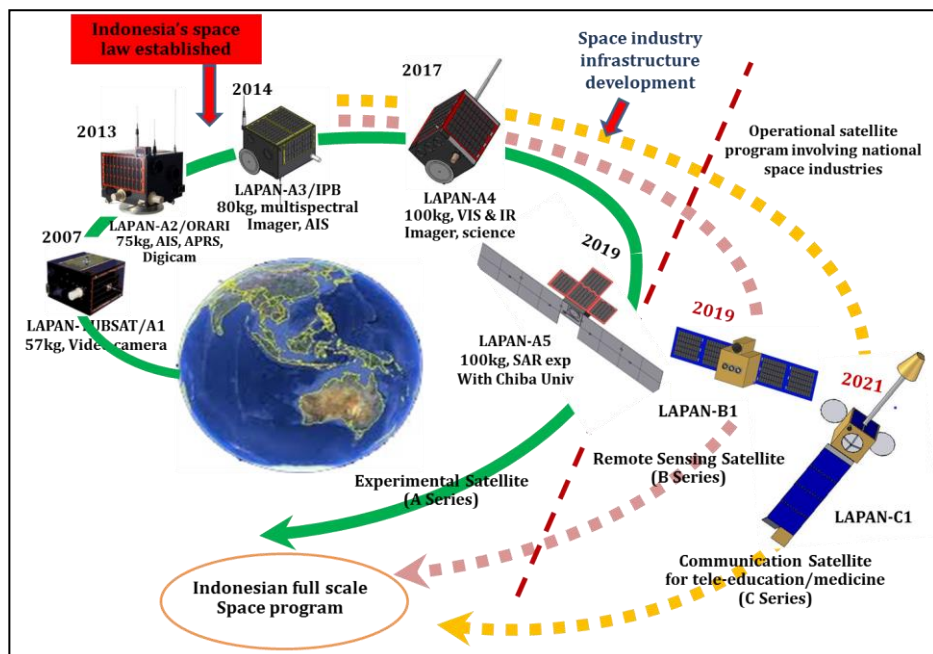 Indonesia's space
law established
2007
LAPAN-TUBSAT/A1
57kg, Video camera
2013
LAPAN-A2/ORARI
75kg, AIS, APRS,
Digicam
2014
LAPAN-A3/IPB
80kg, multispectral
Imager, AIS
2017
LAPAN-A4
100kg, VIS & IR
Imager, science
Space industry
infrastructure
development
Operational satellite
program involving national
space industries
2019
LAPAN-A5
100kg, SAR exp
With Chiba Univ
2019
LAPAN-B1
2021
LAPAN-C1
Experimental Satellite
(A Series)
Remote Sensing Satellite
(B Series)
Communication Satellite
for tele-education/medicine
(C Series)
Indonesian full scale
Space program